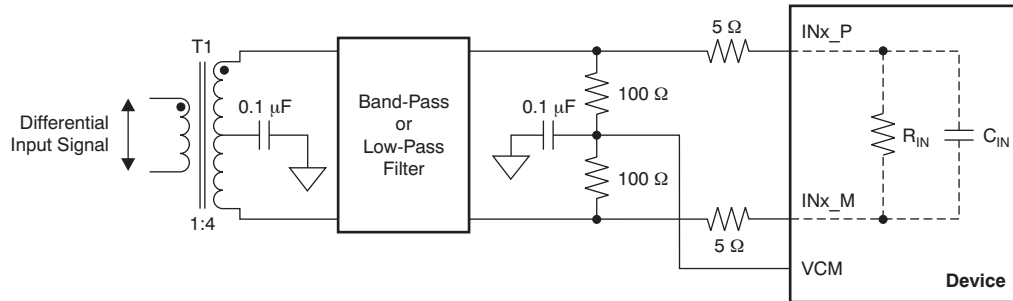 T1
Differential
Input Signal
1:4
0.1 μF
Band-Pass
or
Low-Pass
Filter
0.1 μF
100 Ω
100 Ω
5 Ω
5 Ω
INx_P
INx_M
VCM
R_IN
C_IN
Device